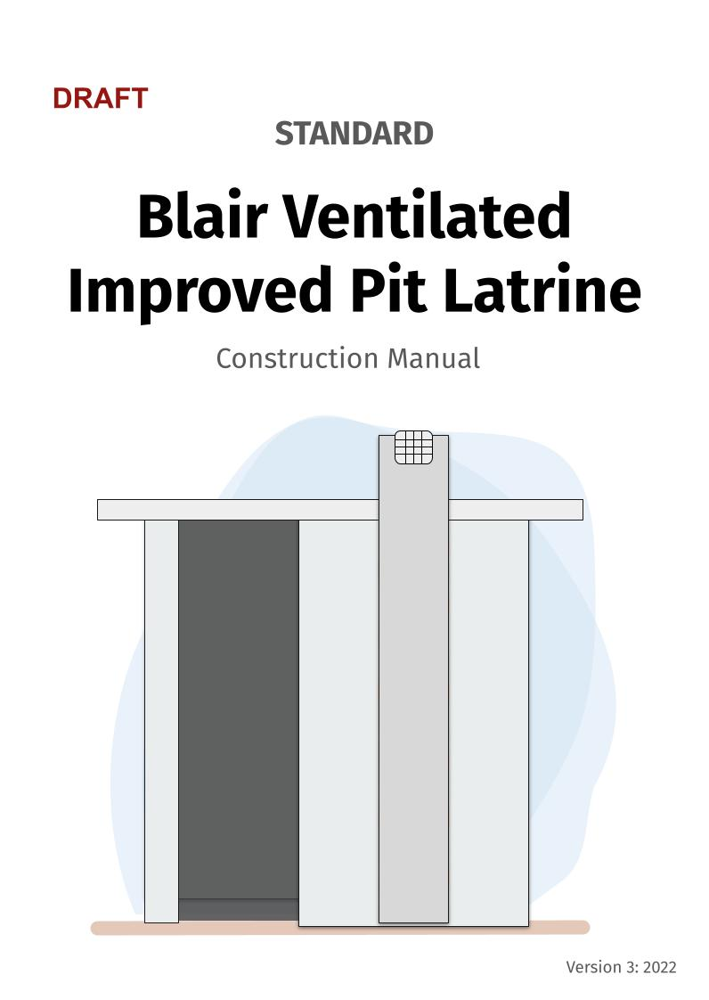 DRAFT
STANDARD
Blair Ventilated
Improved Pit Latrine
Construction Manual
Version 3: 2022